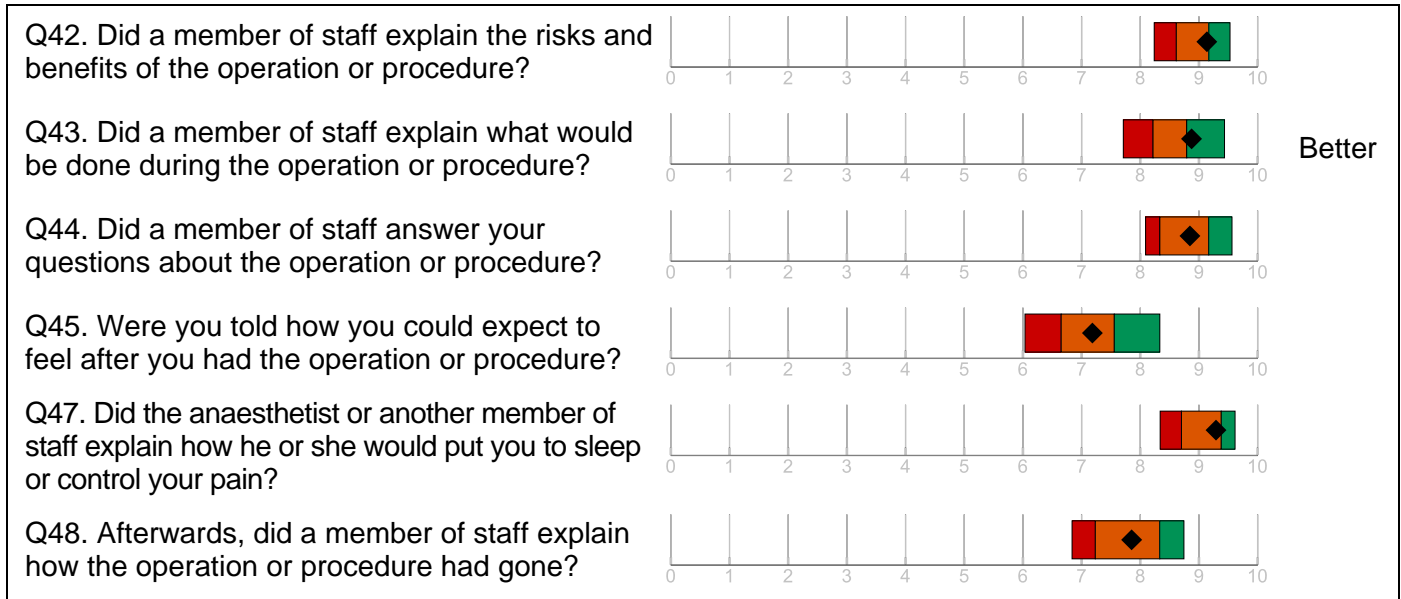 Q42. Did a member of staff explain the risks and
benefits of the operation or procedure?
0 1 2 3 4 5 6 7 8 9 10
Q43. Did a member of staff explain what would
be done during the operation or procedure?
0 1 2 3 4 5 6 7 8 9 10
Better
Q44. Did a member of staff answer your
questions about the operation or procedure?
0 1 2 3 4 5 6 7 8 9 10
Q45. Were you told how you could expect to
feel after you had the operation or procedure?
0 1 2 3 4 5 6 7 8 9 10
Q47. Did the anaesthetist or another member of
staff explain how he or she would put you to sleep
or control your pain?
0 1 2 3 4 5 6 7 8 9 10
Q48. Afterwards, did a member of staff explain
how the operation or procedure had gone?
0 1 2 3 4 5 6 7 8 9 10